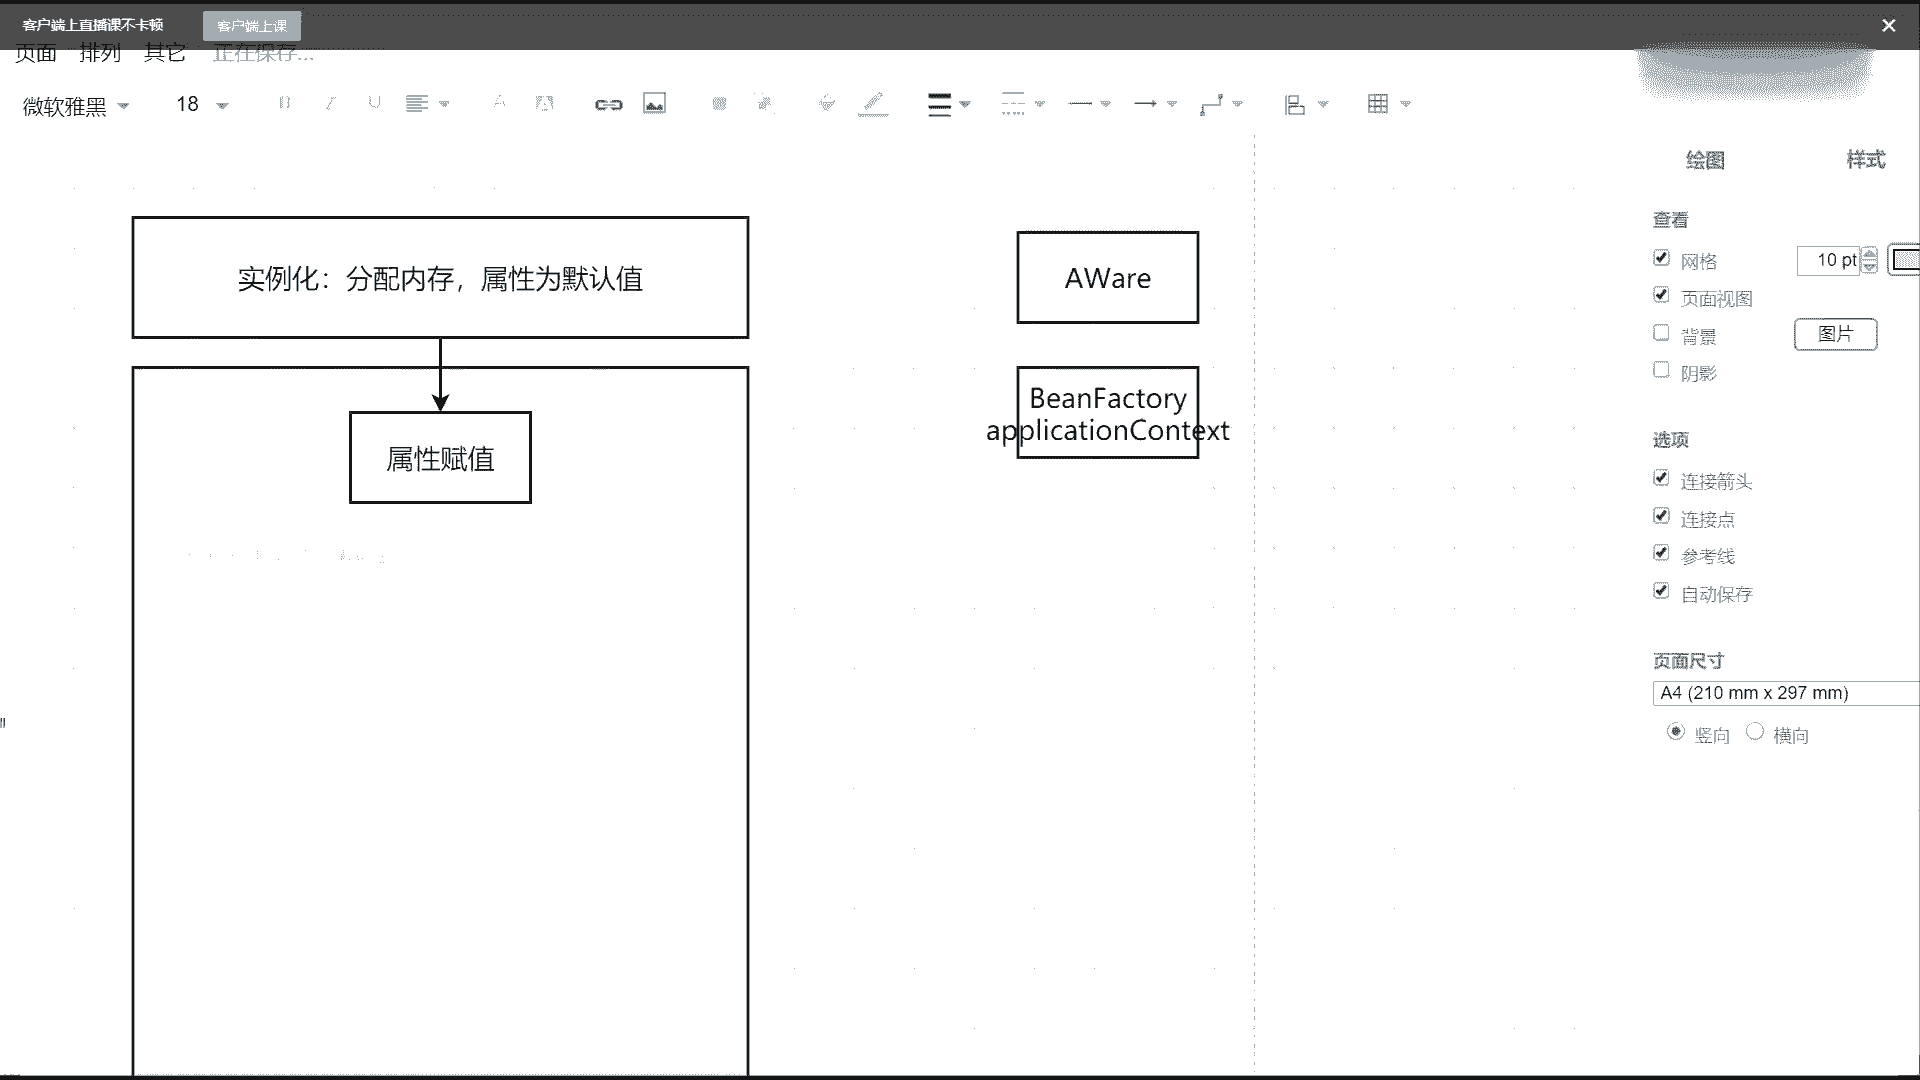 客户端上直播课不卡顿
客户端上课
页面 排列 其它 正在保存...
微软雅黑 18
绘图 样式
实例化：分配内存，属性为默认值
属性赋值
AWare
BeanFactory
applicationContext
查看
网格 10 pt
页面视图
背景 图片
阴影
选项
连接箭头
连接点
参考线
自动保存
页面尺寸
A4 (210 mm x 297 mm)
竖向 横向